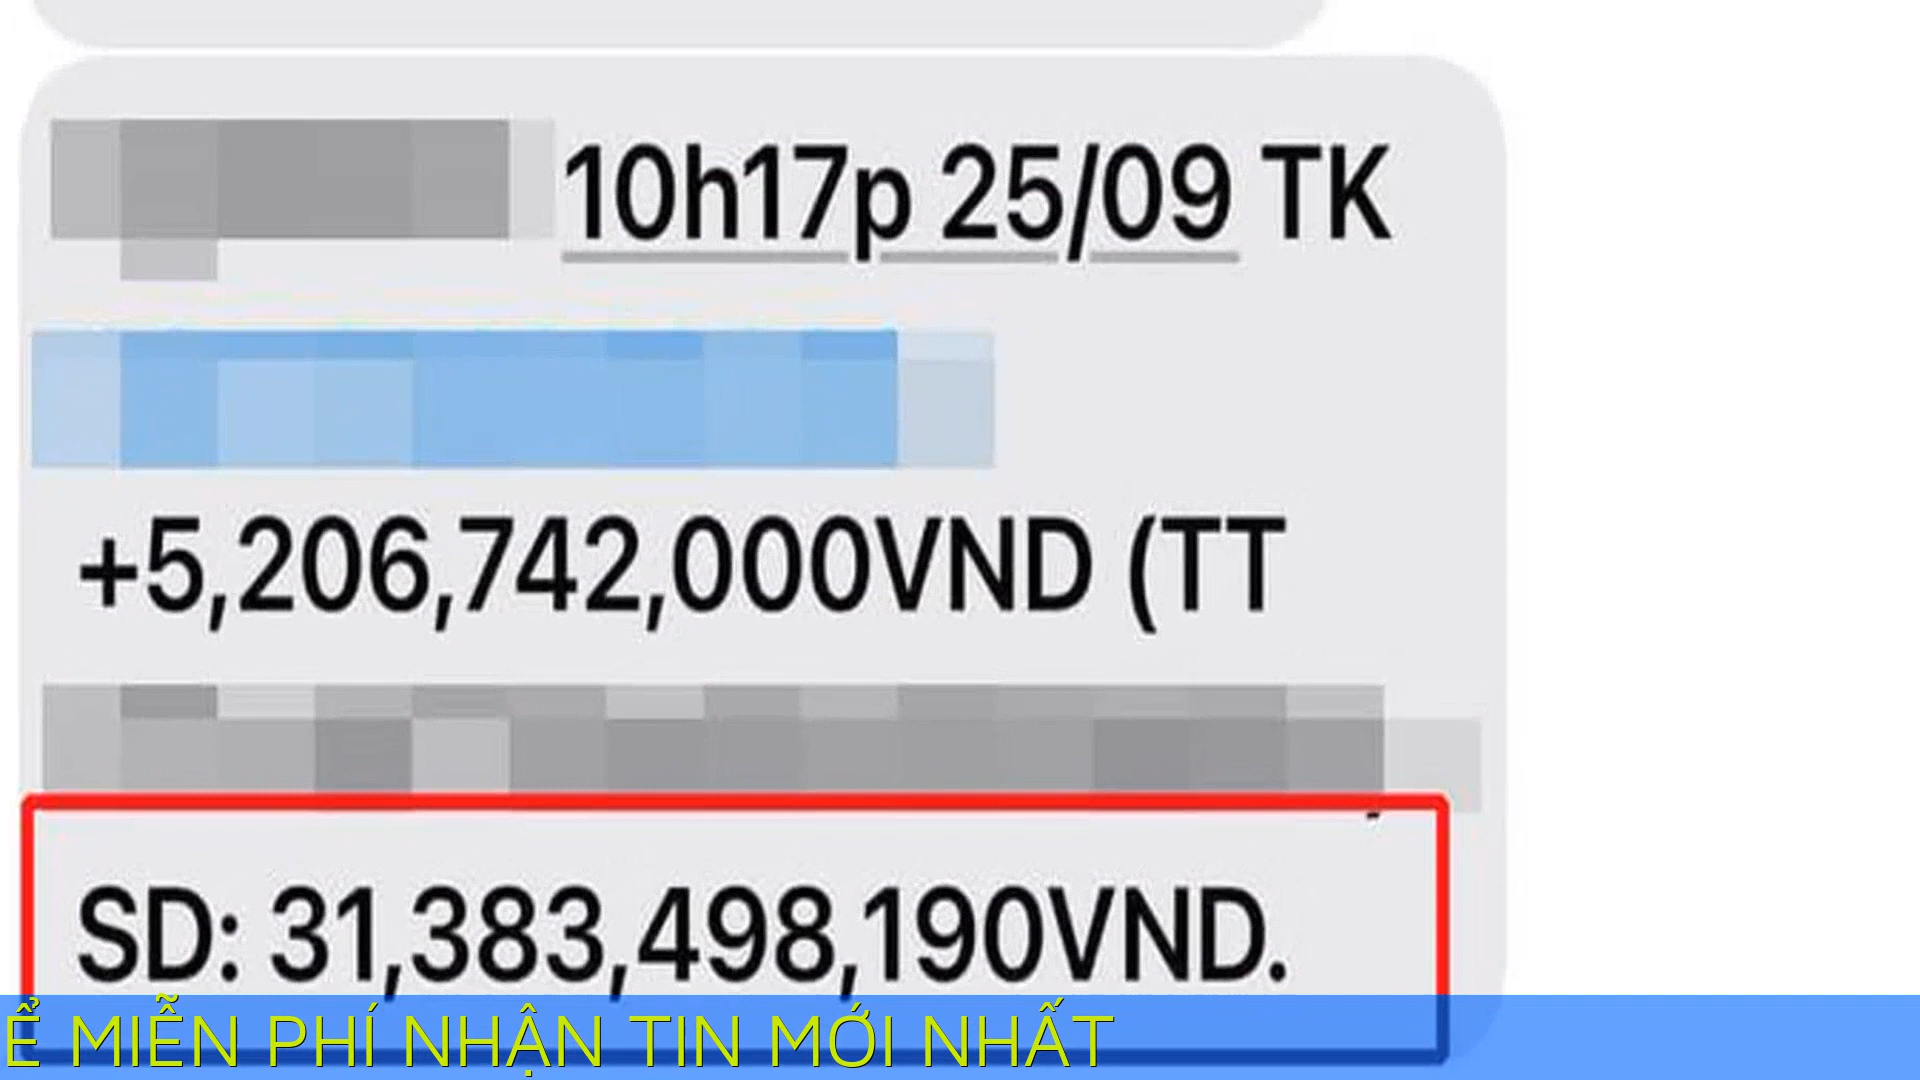 10h17p 25/09 TK
+5,206,742,000VND (TT
SD: 31,383,498,190VND.
Ể MIỄN PHÍ NHẬN TIN MỚI NHẤT